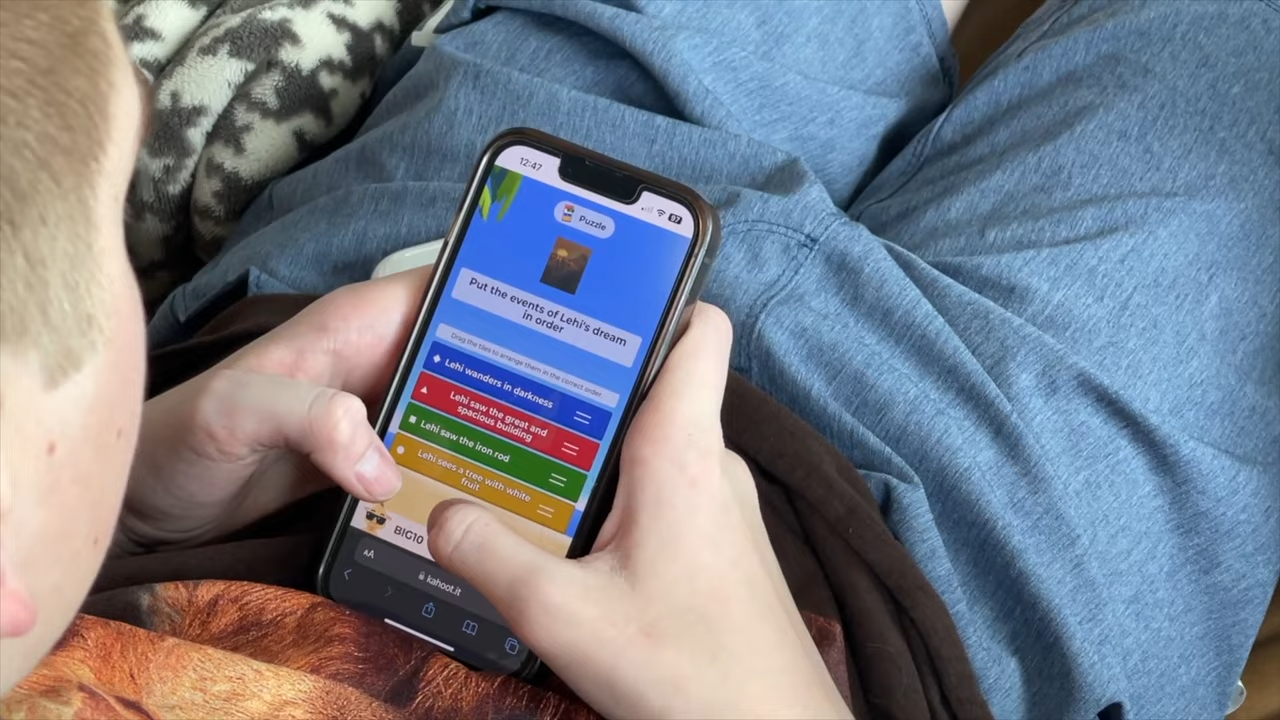 12:47
97
Puzzle
Put the events of Lehi's dream
in order
Drag the tiles to arrange them in the correct order
Lehi wanders in darkness
Lehi saw the great and
spacious building
Lehi saw the iron rod
Lehi sees a tree with white
fruit
BIG10
AA
kahoot.it